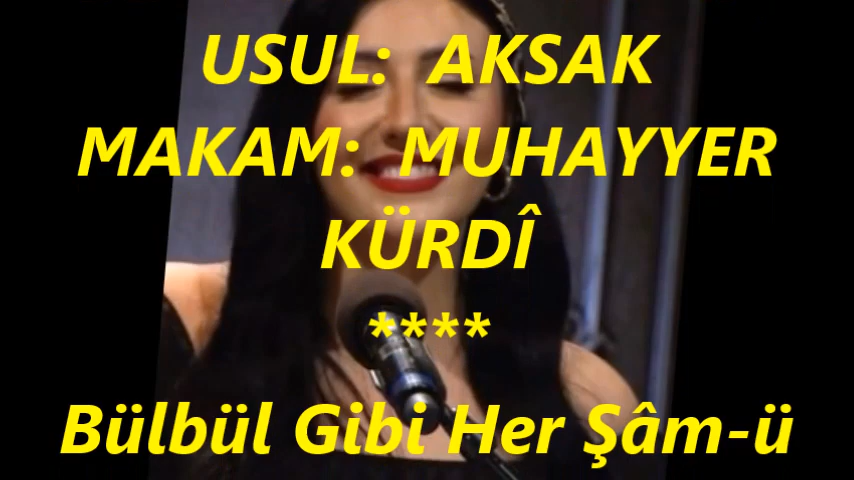 USUL: AKSAK
MAKAM: MUHAYYER
KÜRDÎ
****
Bülbül Gibi Her Şâm-ü